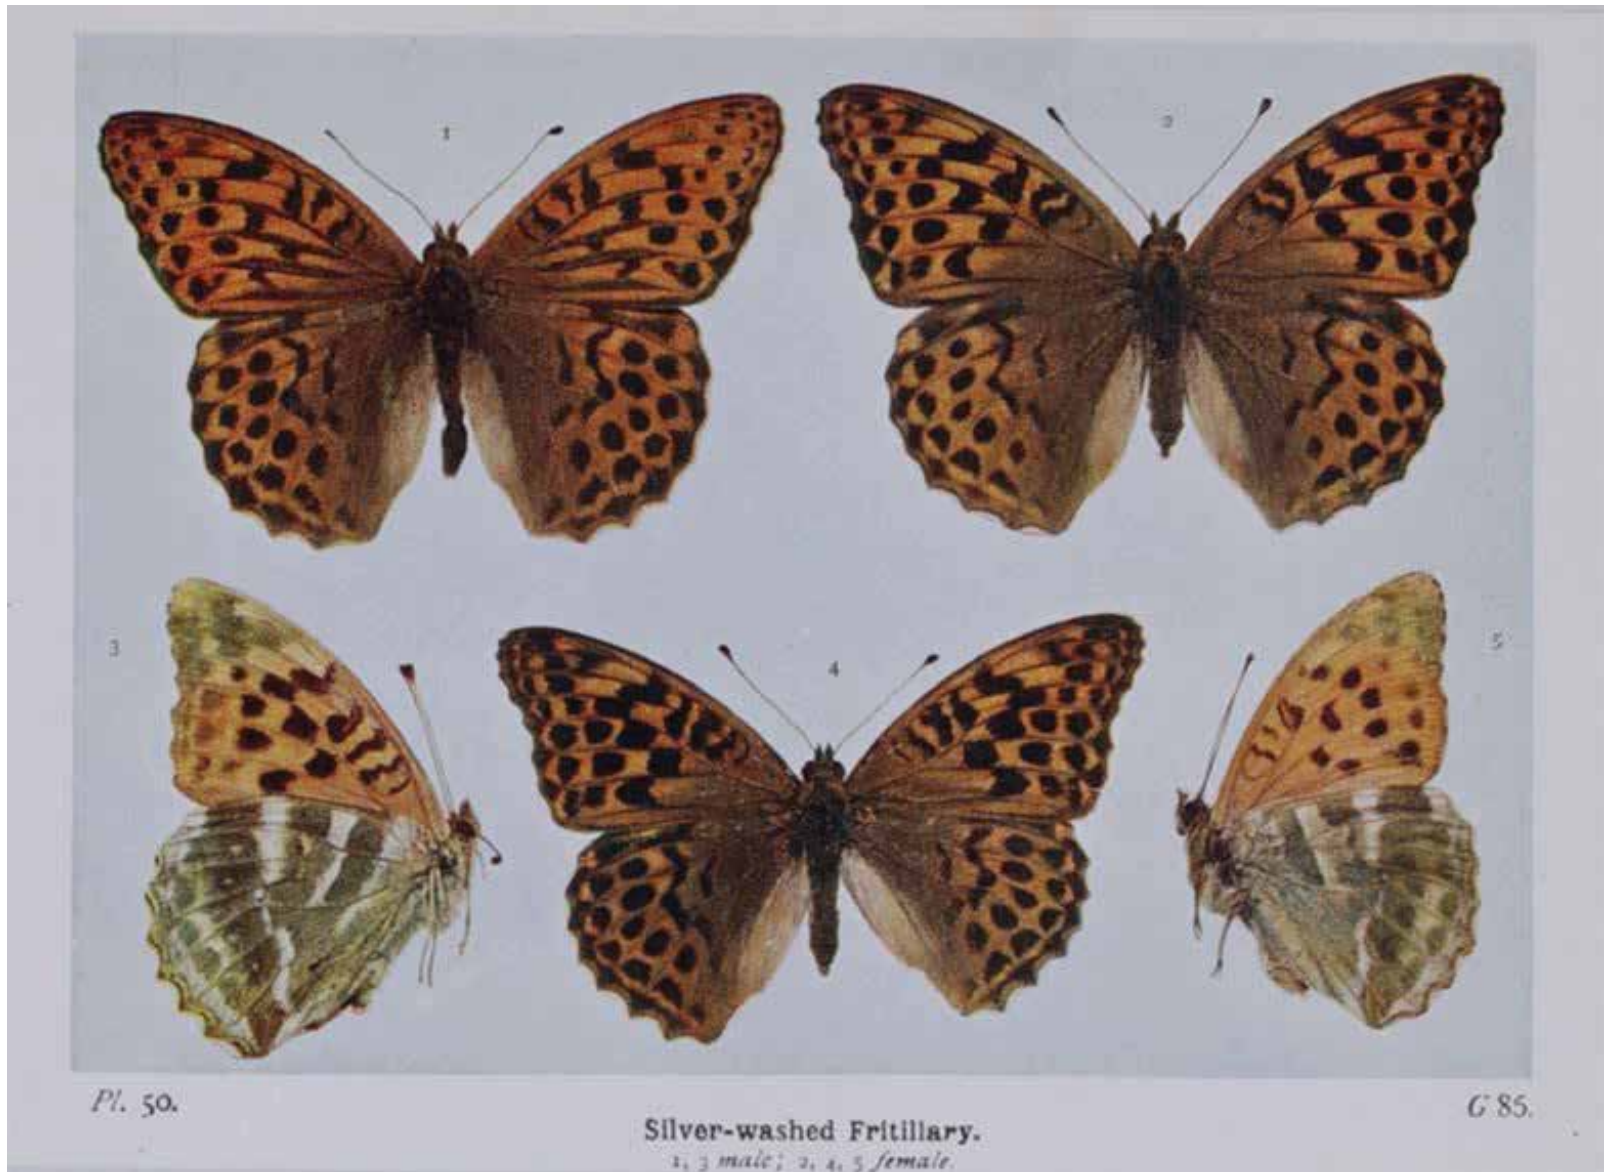 1
2
3
4
5
Pl. 50.
G 85.
Silver-washed Fritillary.
1, 3 male; 2, 4, 5 female.